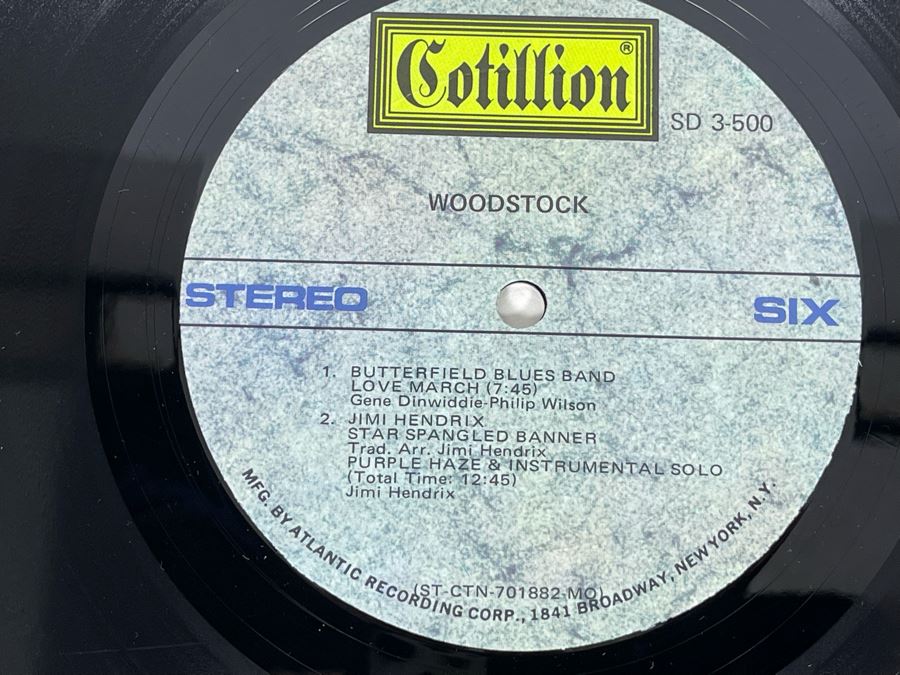 Cotillion®
SD 3-500
WOODSTOCK
STEREO
SIX
1. BUTTERFIELD BLUES BAND
LOVE MARCH (7:45)
Gene Dinwiddie-Philip Wilson
2. JIMI HENDRIX
STAR SPANGLED BANNER
Trad. Arr. Jimi Hendrix
PURPLE HAZE & INSTRUMENTAL SOLO
(Total Time: 12:45)
Jimi Hendrix
(ST-CTN-701882-MO)
MFG. BY ATLANTIC RECORDING CORP., 1841 BROADWAY, NEW YORK, N.Y.